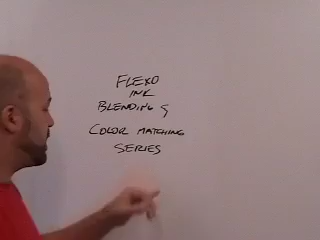 FLEXO
INK
BLENDING &
COLOR MATCHING
SERIES